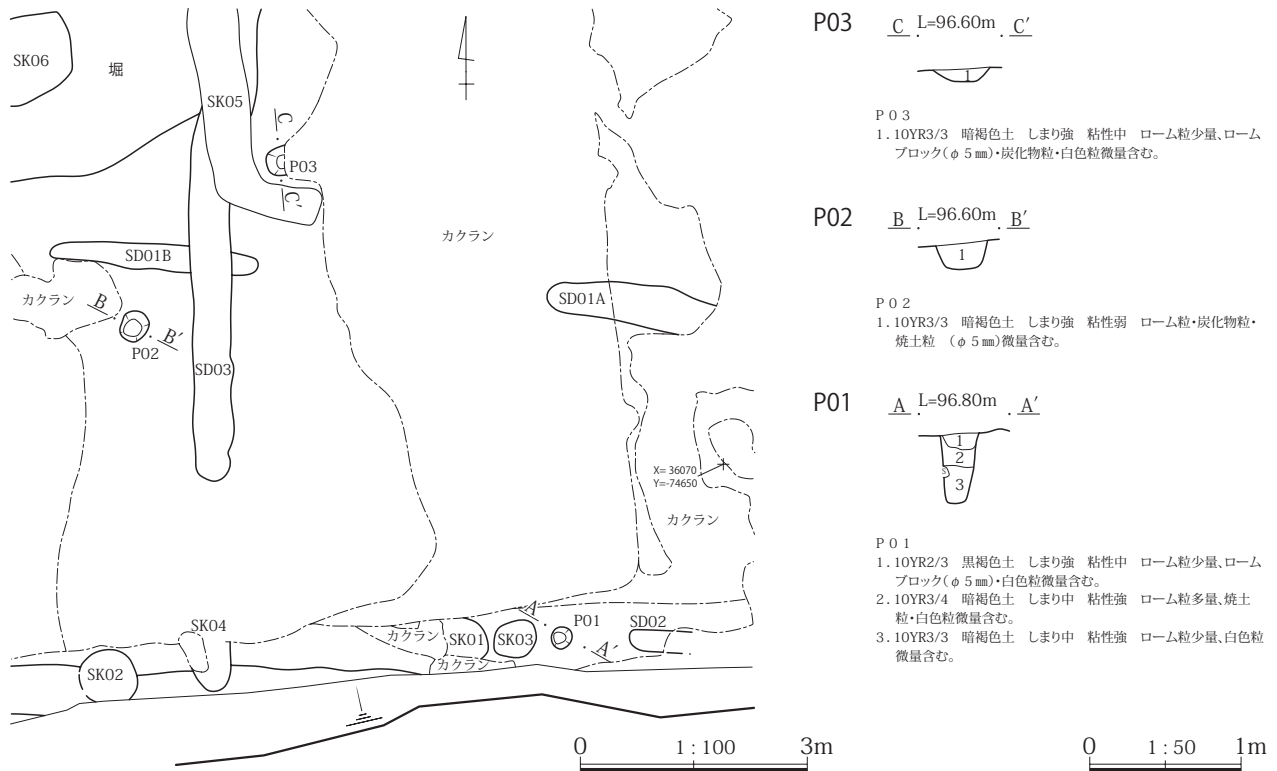 SK06
堀
SK05
C
P03
C′
カクラン
SD01B
SD01A
カクラン
B
B′
P02
SD03
X= 36070
Y=-74650
カクラン
SK04
A
P01
SD02
カクラン
SK01
SK03
A′
カクラン
SK02
0 1:100 3m
P03
C L=96.60m C′
1
P03
1.10YR3/3 暗褐色土 しまり強 粘性中 ローム粒少量、ローム
ブロック(φ5㎜)・炭化物粒・白色粒微量含む。
P02
B L=96.60m B′
1
P02
1.10YR3/3 暗褐色土 しまり強 粘性弱 ローム粒・炭化物粒・
焼土粒 (φ5㎜)微量含む。
P01
A L=96.80m A′
1
2
S
3
P01
1.10YR2/3 黒褐色土 しまり強 粘性中 ローム粒少量、ローム
ブロック(φ5㎜)・白色粒微量含む。
2.10YR3/4 暗褐色土 しまり中 粘性強 ローム粒多量、焼土
粒・白色粒微量含む。
3.10YR3/3 暗褐色土 しまり中 粘性強 ローム粒少量、白色粒
微量含む。
0 1:50 1m